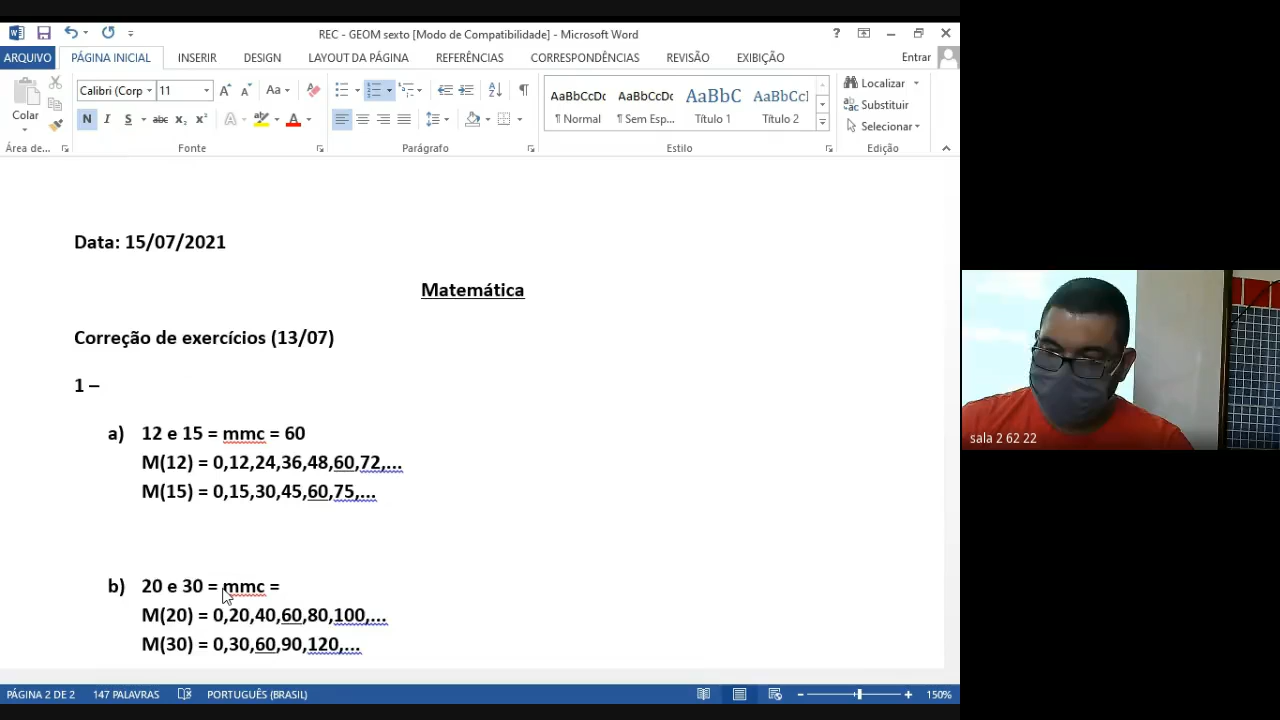 REC - GEOM sexto [Modo de Compatibilidade] - Microsoft Word
?
ARQUIVO PÁGINA INICIAL INSERIR DESIGN LAYOUT DA PÁGINA REFERÊNCIAS CORRESPONDÊNCIAS REVISÃO EXIBIÇÃO Entrar
Colar
Calibri (Corp 11
Aa
N I S abc x₂ x²
A A
AaBbCcDc AaBbCcDc AaBbC AaBbCcI
¶ Normal ¶ Sem Esp... Título 1 Título 2
Localizar
Substituir
Selecionar
Área de... Fonte Parágrafo Estilo Edição
Data: 15/07/2021
Matemática
Correção de exercícios (13/07)
1 –
a) 12 e 15 = mmc = 60
M(12) = 0,12,24,36,48,60,72,...
M(15) = 0,15,30,45,60,75,...
b) 20 e 30 = mmc =
M(20) = 0,20,40,60,80,100,...
M(30) = 0,30,60,90,120,...
sala 2 62 22
PÁGINA 2 DE 2 147 PALAVRAS PORTUGUÊS (BRASIL) 150%